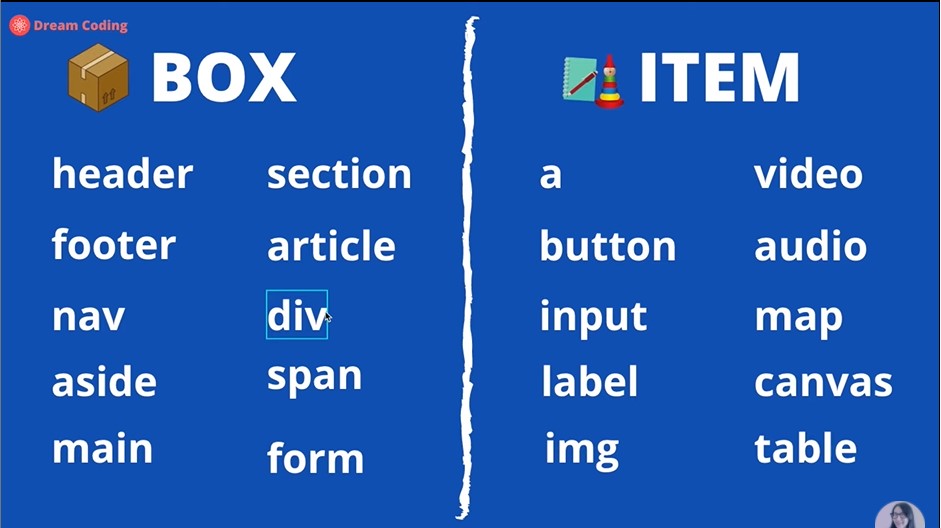 Dream Coding
BOX
header
section
footer
article
nav
div
aside
span
main
form
ITEM
a
video
button
audio
input
map
label
canvas
img
table